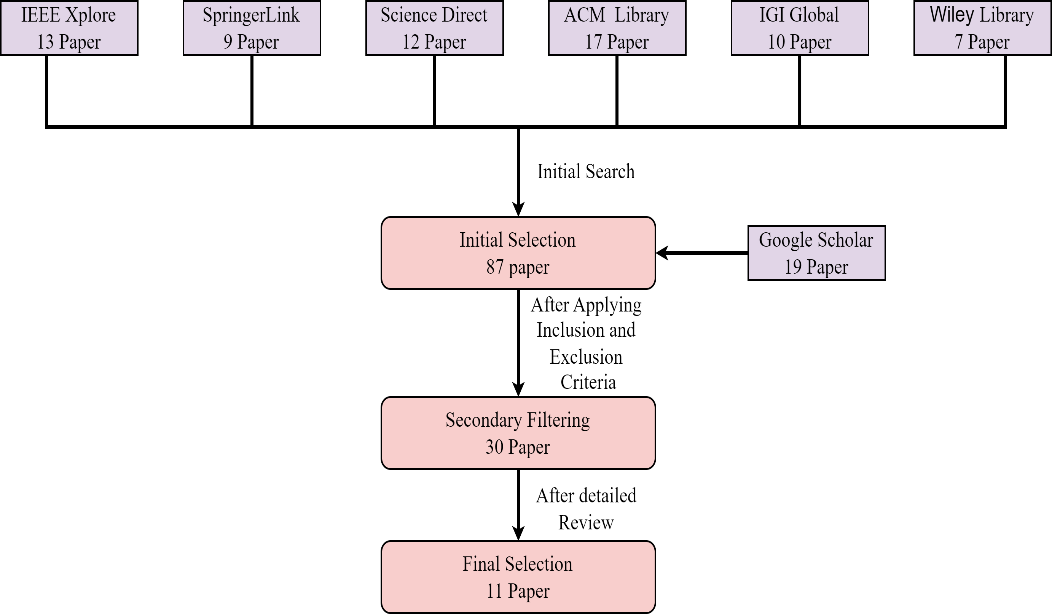 IEEE Xplore
13 Paper
SpringerLink
9 Paper
Science Direct
12 Paper
ACM Library
17 Paper
IGI Global
10 Paper
Wiley Library
7 Paper
Initial Search
Initial Selection
87 paper
Google Scholar
19 Paper
After Applying
Inclusion and
Exclusion
Criteria
Secondary Filtering
30 Paper
After detailed
Review
Final Selection
11 Paper